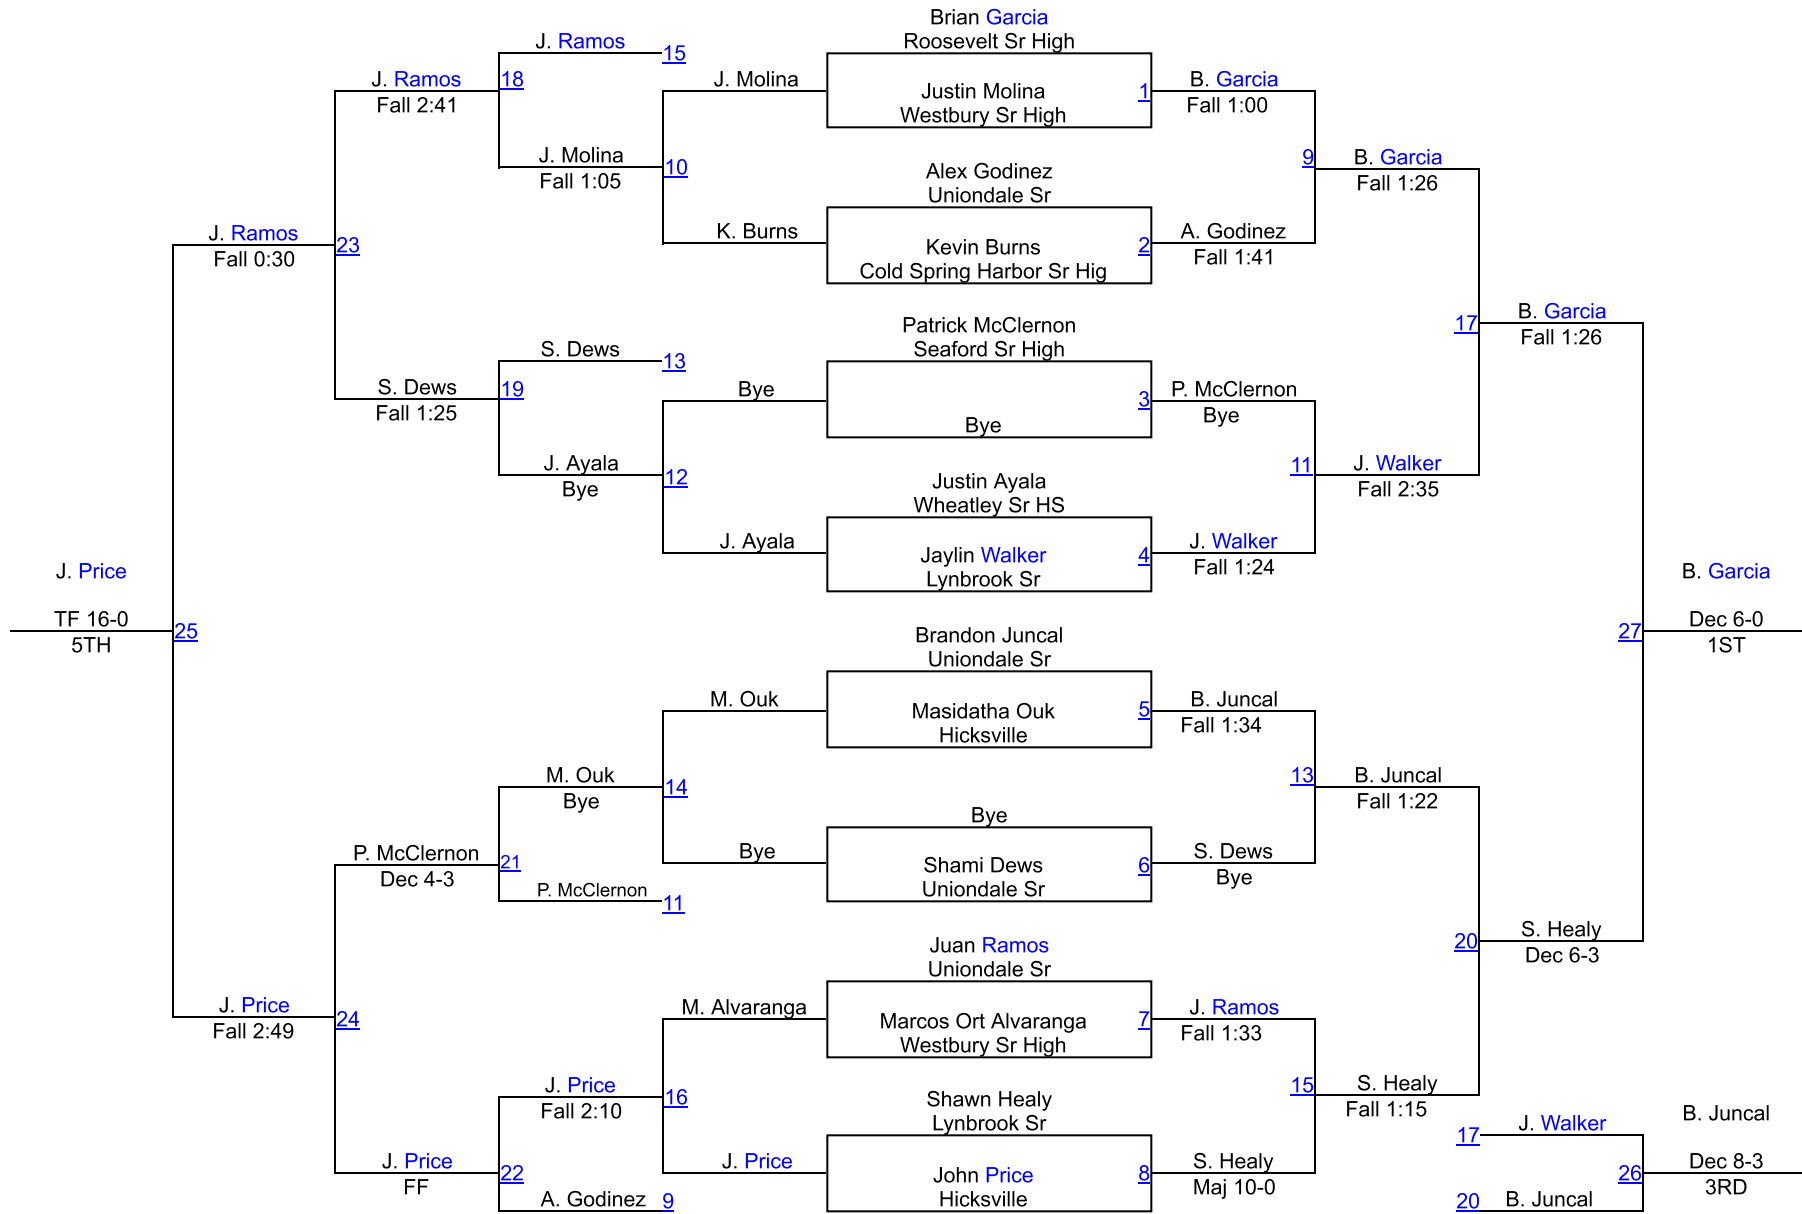 Brian Garcia
Roosevelt Sr High
J. Ramos
15
J. Ramos
18
Fall 2:41
J. Molina
Justin Molina
1
Westbury Sr High
B. Garcia
Fall 1:00
J. Molina
10
Fall 1:05
9
B. Garcia
Fall 1:26
Alex Godinez
Uniondale Sr
K. Burns
Kevin Burns
2
Cold Spring Harbor Sr Hig
A. Godinez
Fall 1:41
J. Ramos
23
Fall 0:30
Patrick McClernon
Seaford Sr High
17
B. Garcia
Fall 1:26
S. Dews
13
S. Dews
19
Fall 1:25
Bye
3
Bye
P. McClernon
Bye
J. Ayala
12
Bye
11
J. Walker
Fall 2:35
Justin Ayala
Wheatley Sr HS
J. Ayala
Jaylin Walker
4
Lynbrook Sr
J. Walker
Fall 1:24
J. Price
TF 16-0
25
5TH
B. Garcia
27
Dec 6-0
1ST
Brandon Juncal
Uniondale Sr
M. Ouk
Masidatha Ouk
5
Hicksville
B. Juncal
Fall 1:34
M. Ouk
14
Bye
13
B. Juncal
Fall 1:22
Bye
Bye
Shami Dews
6
Uniondale Sr
S. Dews
Bye
P. McClernon
21
Dec 4-3
P. McClernon
11
Juan Ramos
Uniondale Sr
20
S. Healy
Dec 6-3
J. Price
24
Fall 2:49
M. Alvaranga
Marcos Ort Alvaranga
7
Westbury Sr High
J. Ramos
Fall 1:33
J. Price
16
Fall 2:10
15
S. Healy
Fall 1:15
Shawn Healy
Lynbrook Sr
J. Price
22
FF
J. Price
John Price
8
Hicksville
S. Healy
Maj 10-0
A. Godinez
9
17
J. Walker
B. Juncal
26
Dec 8-3
3RD
20
B. Juncal